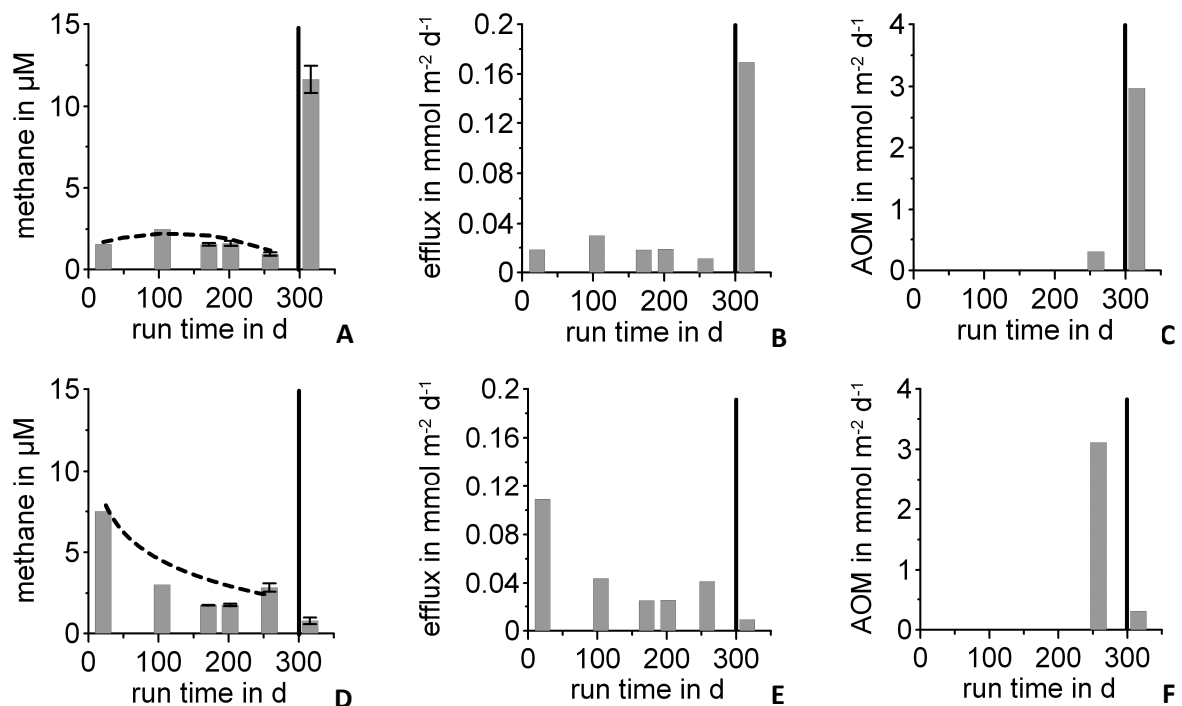 15
10
5
0
methane in µM
0 100 200 300
run time in d
A
0.2
0.16
0.12
0.08
0.04
0
efflux in mmol m⁻² d⁻¹
0 100 200 300
run time in d
B
4
3
2
1
0
AOM in mmol m⁻² d⁻¹
0 100 200 300
run time in d
C
15
10
5
0
methane in µM
0 100 200 300
run time in d
D
0.2
0.16
0.12
0.08
0.04
0
efflux in mmol m⁻² d⁻¹
0 100 200 300
run time in d
E
4
3
2
1
0
AOM in mmol m⁻² d⁻¹
0 100 200 300
run time in d
F